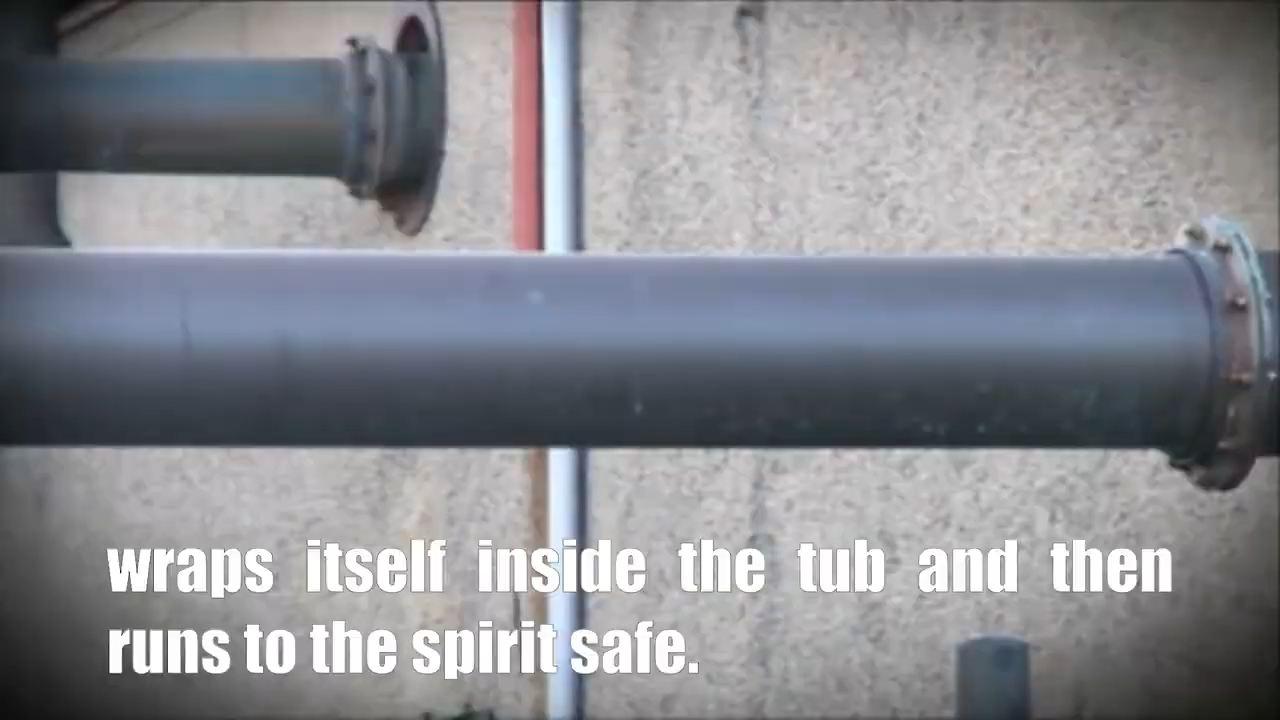 wraps itself inside the tub and then
runs to the spirit safe.